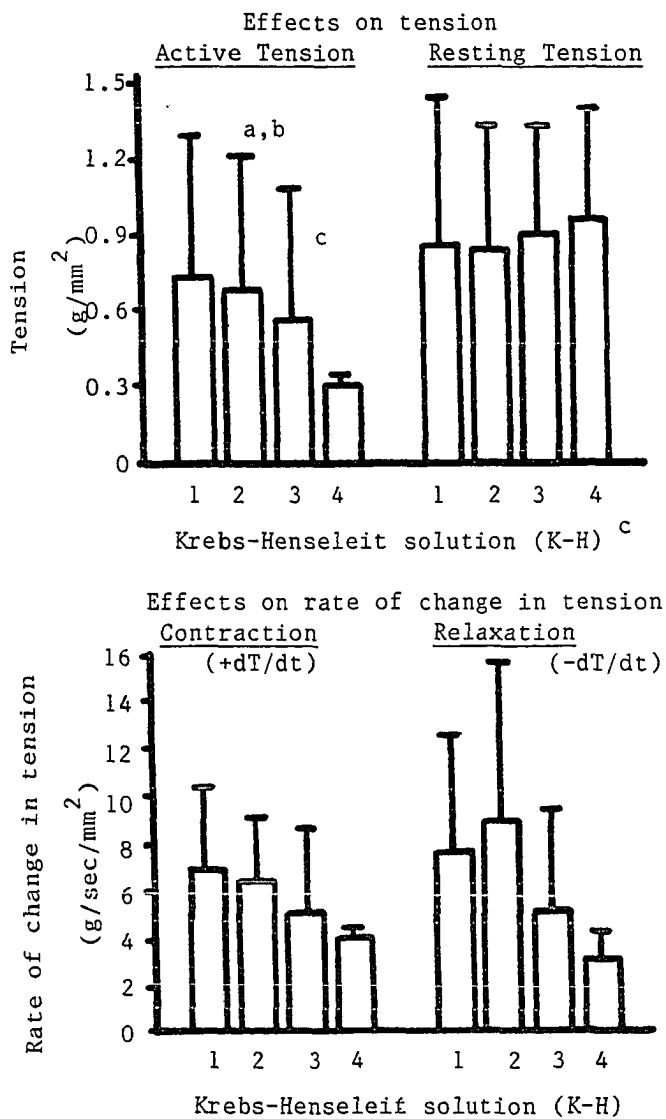 Effects on tension
Active Tension Resting Tension
1.5
1.2
0.9
0.6
0.3
0
Tension
(g/mm2)
a,b
c
1 2 3 4 1 2 3 4
Krebs-Henseleit solution (K-H) c
Effects on rate of change in tension
Contraction Relaxation
(+dT/dt) (-dT/dt)
16
14
12
10
8
6
4
2
0
Rate of change in tension
(g/sec/mm2)
1 2 3 4 1 2 3 4
Krebs-Henseleit solution (K-H)